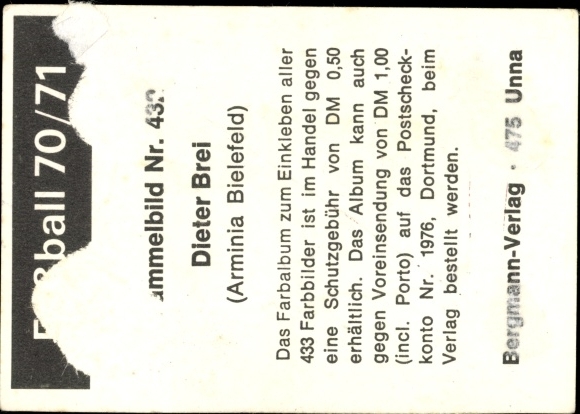 ßball 70/71
ammelbild Nr. 432
Dieter Brei
(Arminia Bielefeld)
Das Farbalbum zum Einkleben aller
433 Farbbilder ist im Handel gegen
eine Schutzgebühr von DM 0,50
erhältlich. Das Album kann auch
gegen Voreinsendung von DM 1,00
(incl. Porto) auf das Postscheck-
konto Nr. 1976, Dortmund, beim
Verlag bestellt werden.
Bergmann-Verlag · 475 Unna